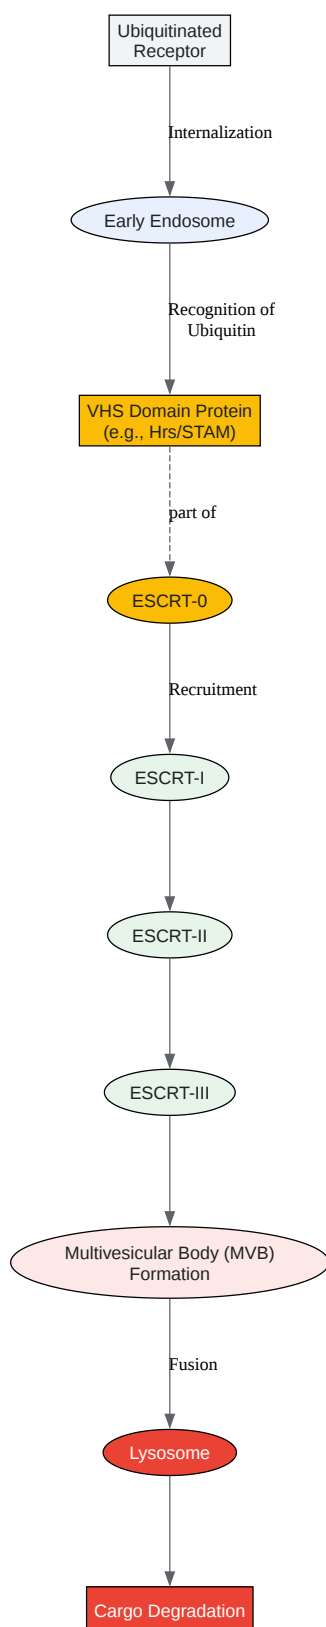 Ubiquitinated
Receptor
Internalization
Early Endosome
Recognition of
Ubiquitin
VHS Domain Protein
(e.g., Hrs/STAM)
part of
ESCRT-0
Recruitment
ESCRT-I
ESCRT-II
ESCRT-III
Multivesicular Body (MVB)
Formation
Fusion
Lysosome
Cargo Degradation